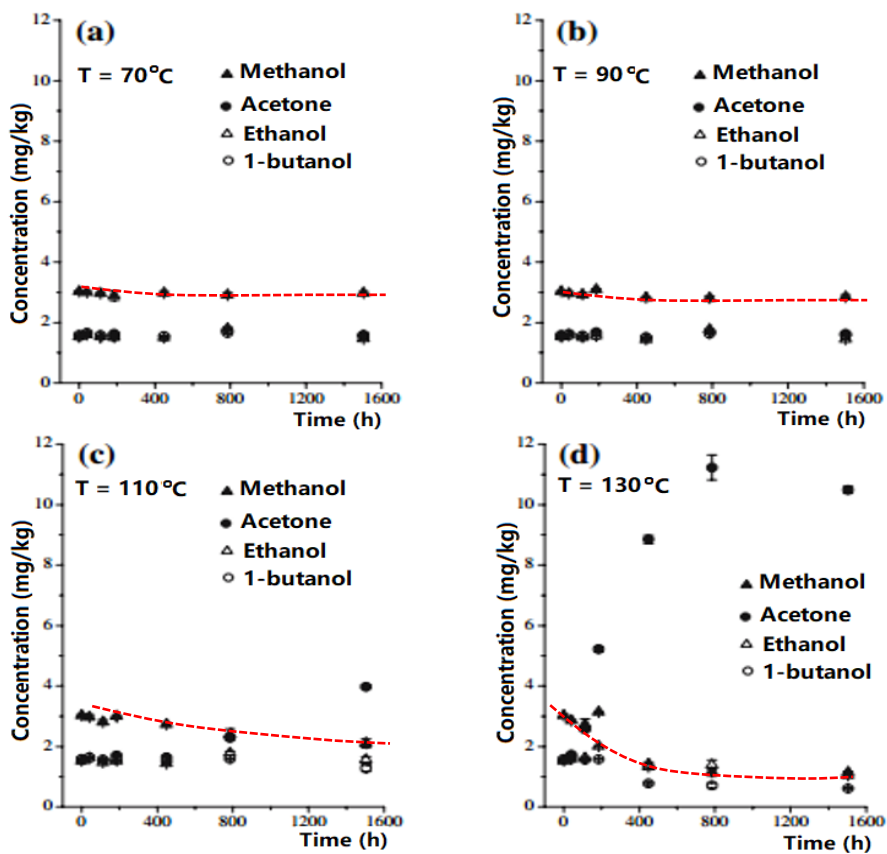 (a)
T = 70°C
Methanol
Acetone
Ethanol
1-butanol
Concentration (mg/kg)
12
10
8
6
4
2
0
0 400 800 1200 1600
Time (h)
(b)
T = 90°C
Methanol
Acetone
Ethanol
1-butanol
Concentration (mg/kg)
12
10
8
6
4
2
0
0 400 800 1200 1600
Time (h)
(c)
T = 110°C
Methanol
Acetone
Ethanol
1-butanol
Concentration (mg/kg)
12
10
8
6
4
2
0
0 400 800 1200 1600
Time (h)
(d)
T = 130°C
Methanol
Acetone
Ethanol
1-butanol
Concentration (mg/kg)
12
10
8
6
4
2
0
0 400 800 1200 1600
Time (h)